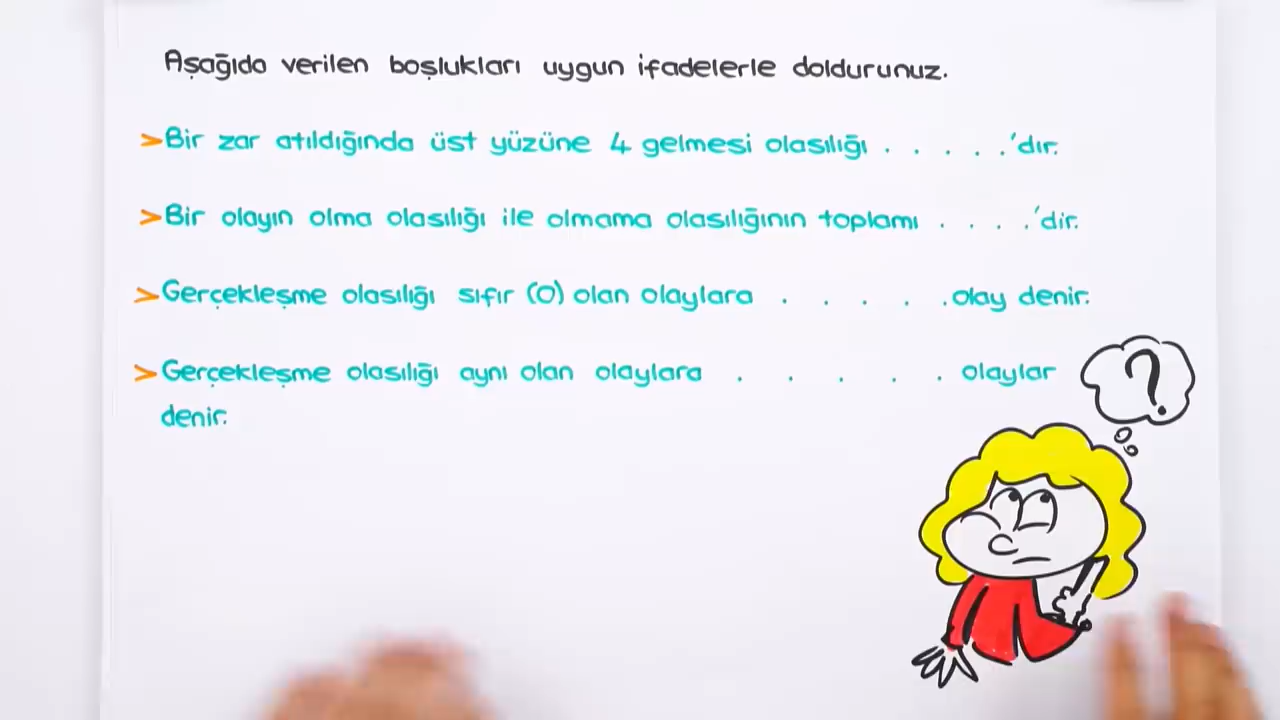 Aşağıda verilen boşlukları uygun ifadelerle doldurunuz.
>Bir zar atıldığında üst yüzüne 4 gelmesi olasılığı . . . . .'dır.
>Bir olayın olma olasılığı ile olmama olasılığının toplamı . . . .'dir.
>Gerçekleşme olasılığı sıfır (0) olan olaylara . . . . .olay denir.
>Gerçekleşme olasılığı aynı olan olaylara . . . . . olaylar
denir.
?